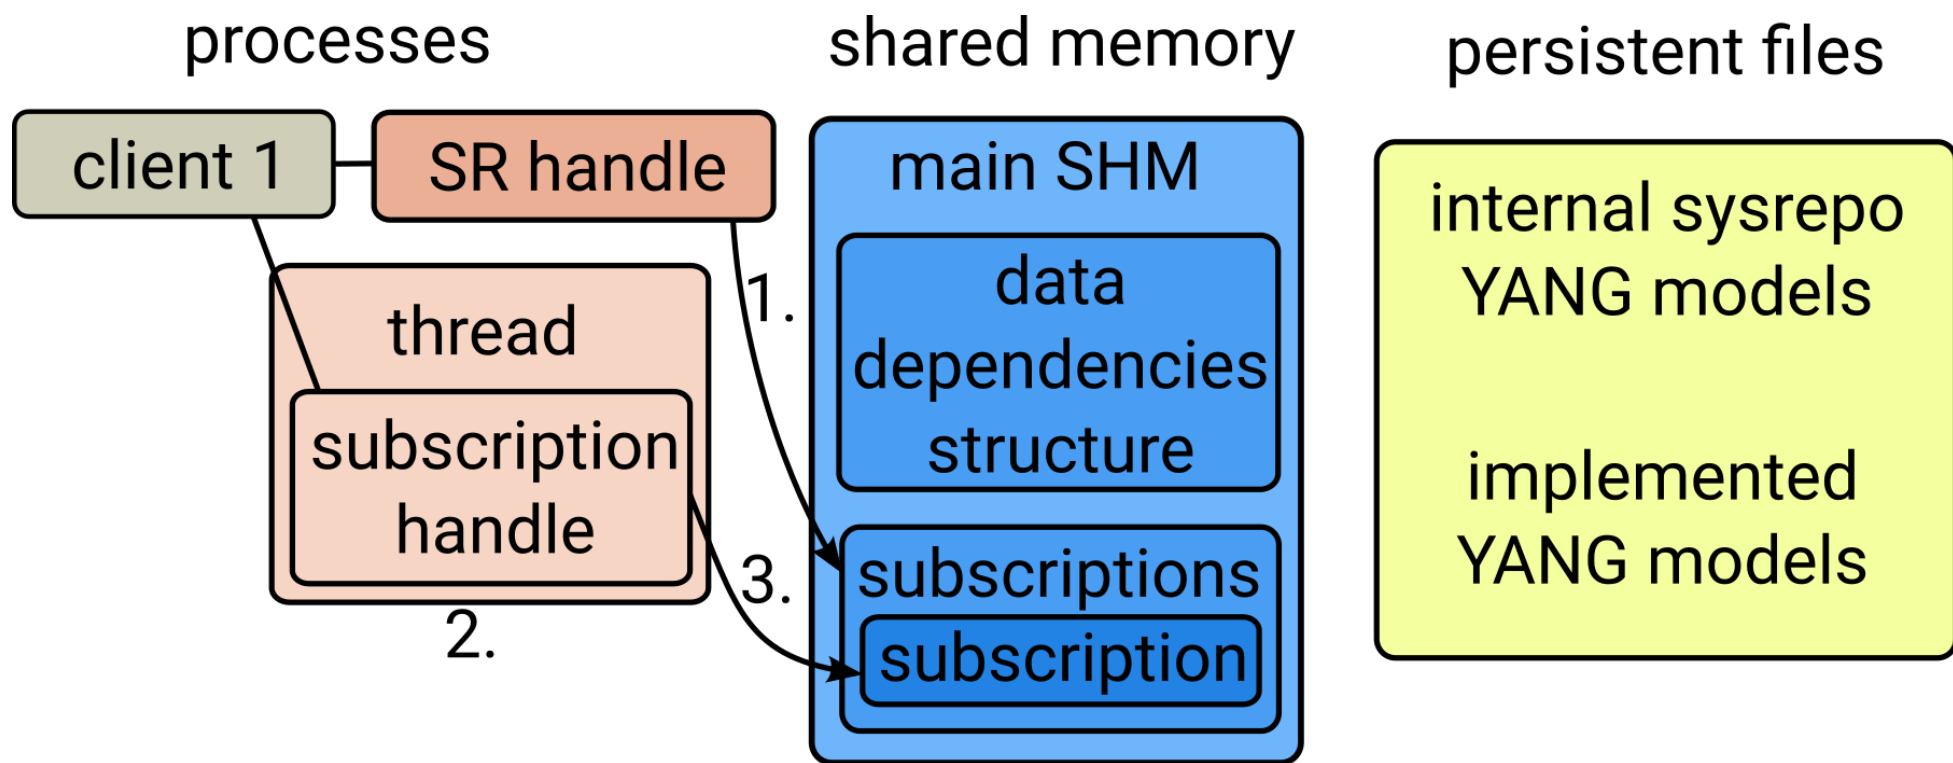 processes
shared memory
persistent files
client 1
SR handle
main SHM
internal sysrepo
YANG models
data
dependencies
structure
1.
thread
subscription
handle
implemented
YANG models
2.
3.
subscriptions
subscription